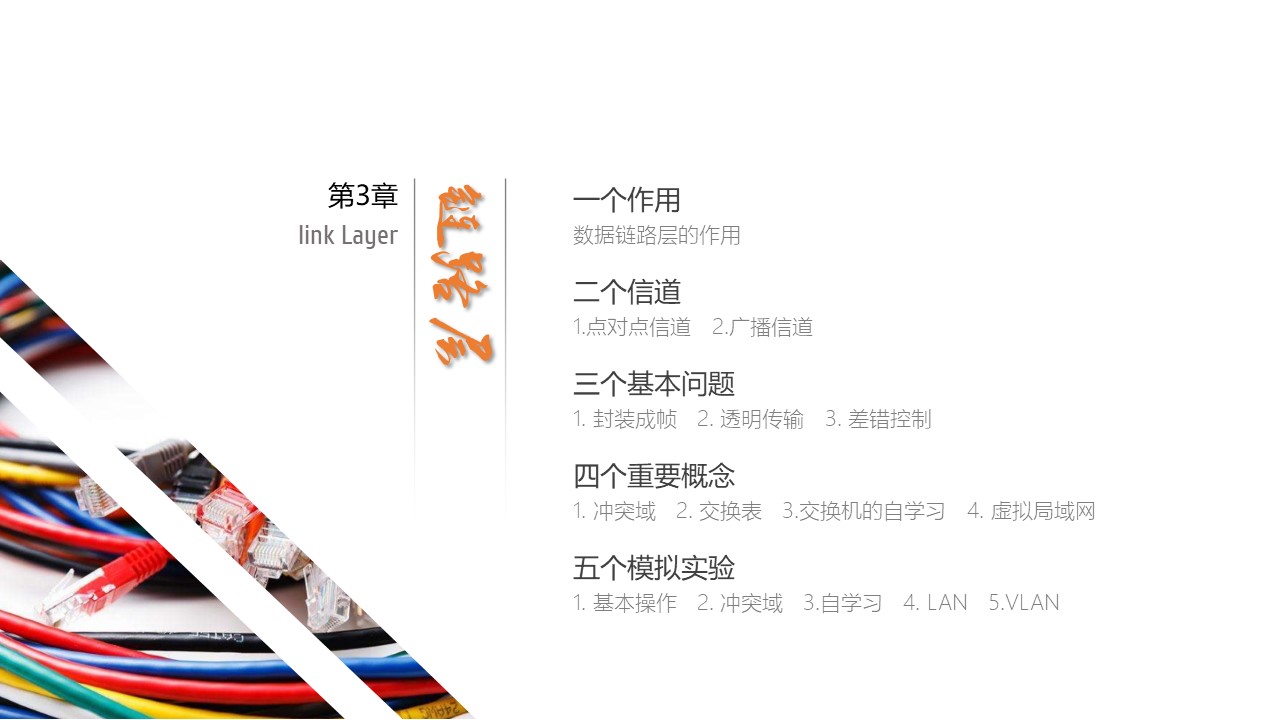 第3章
link Layer
链路层
一个作用
数据链路层的作用
二个信道
1.点对点信道 2.广播信道
三个基本问题
1. 封装成帧 2. 透明传输 3. 差错控制
四个重要概念
1. 冲突域 2. 交换表 3.交换机的自学习 4. 虚拟局域网
五个模拟实验
1. 基本操作 2. 冲突域 3.自学习 4. LAN 5.VLAN